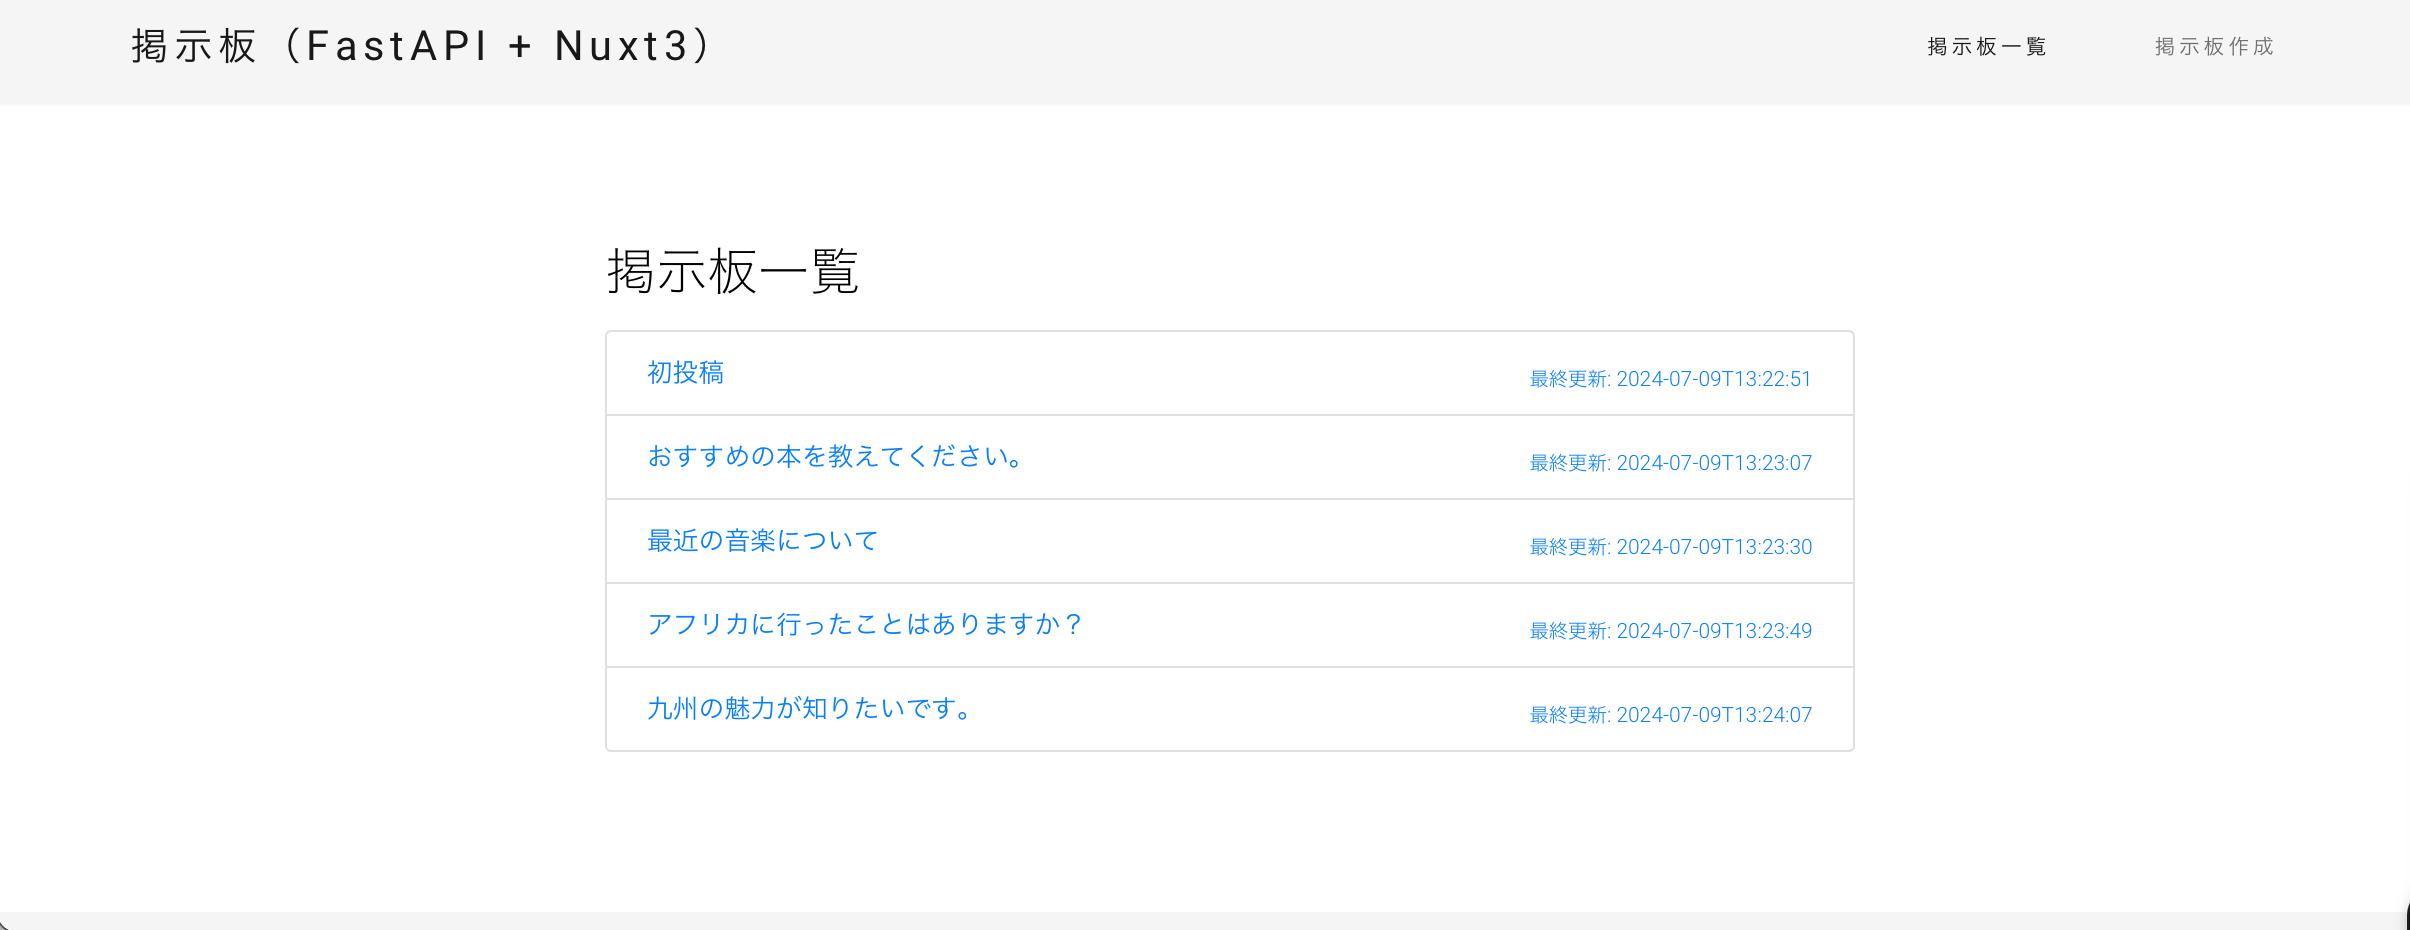 掲示板（FastAPI + Nuxt3）
掲示板一覧
掲示板作成
掲示板一覧
初投稿
最終更新: 2024-07-09T13:22:51
おすすめの本を教えてください。
最終更新: 2024-07-09T13:23:07
最近の音楽について
最終更新: 2024-07-09T13:23:30
アフリカに行ったことはありますか？
最終更新: 2024-07-09T13:23:49
九州の魅力が知りたいです。
最終更新: 2024-07-09T13:24:07